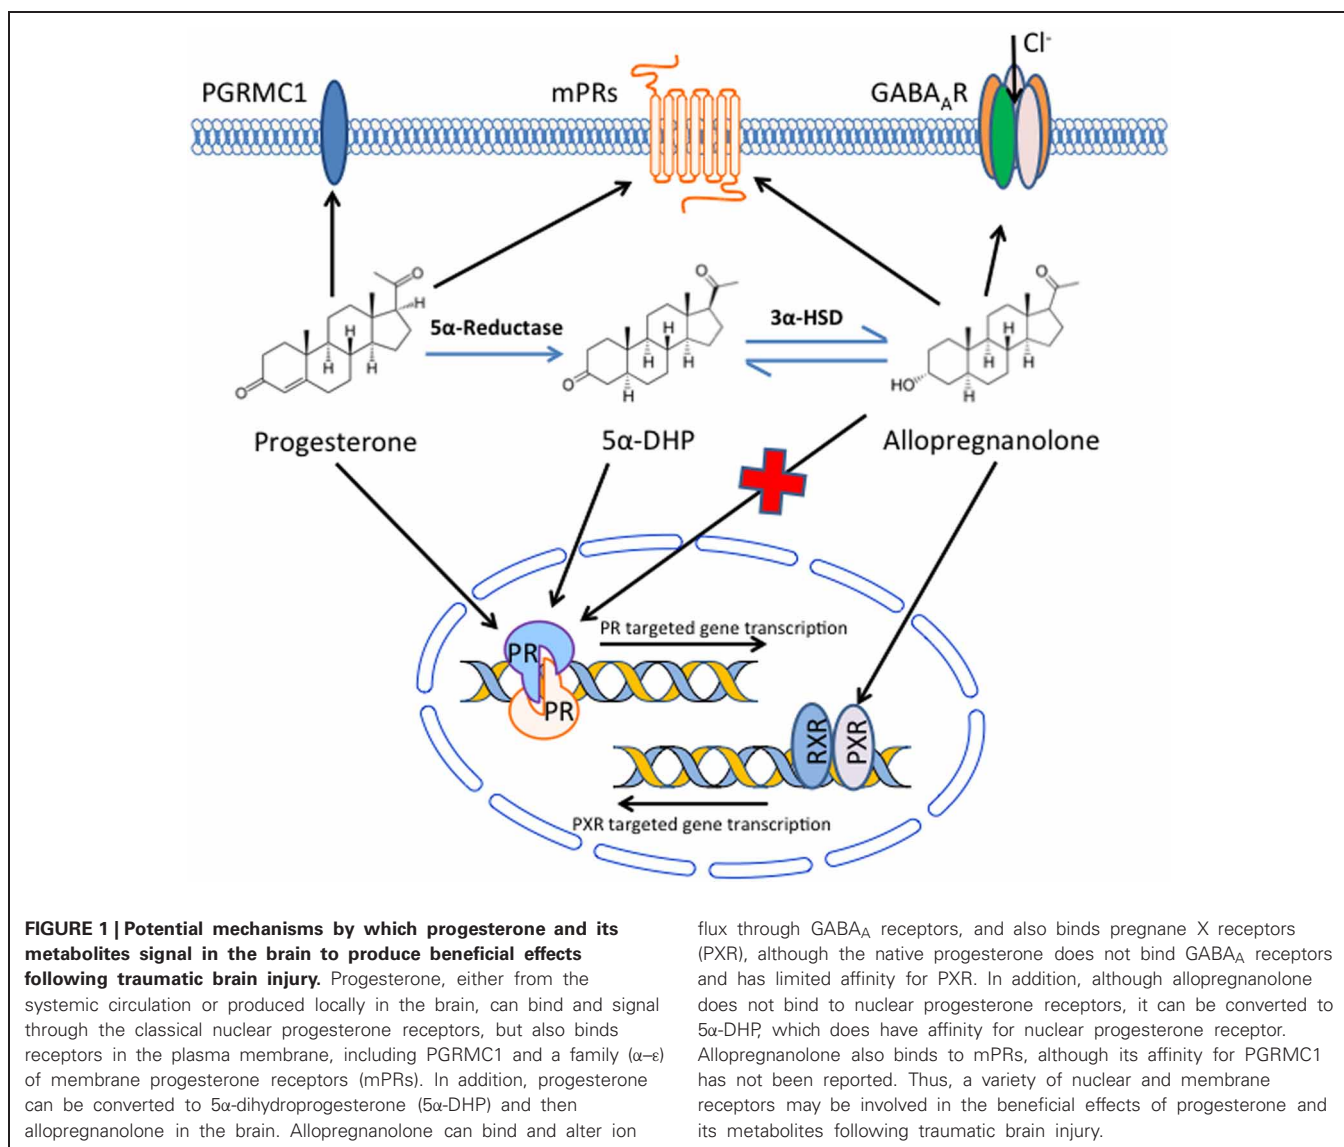 Cl-
PGRMC1
mPRs
GABAAR
O
H
5α-Reductase
H
H
H
O
O
3α-HSD
H
H
H
O
H
O
H
H
H
HO
H
Progesterone
5α-DHP
Allopregnanolone
PR targeted gene transcription
PR
PR
RXR
PXR
PXR targeted gene transcription
FIGURE 1 | Potential mechanisms by which progesterone and its
metabolites signal in the brain to produce beneficial effects
following traumatic brain injury. Progesterone, either from the
systemic circulation or produced locally in the brain, can bind and signal
through the classical nuclear progesterone receptors, but also binds
receptors in the plasma membrane, including PGRMC1 and a family (α–ε)
of membrane progesterone receptors (mPRs). In addition, progesterone
can be converted to 5α-dihydroprogesterone (5α-DHP) and then
allopregnanolone in the brain. Allopregnanolone can bind and alter ion
flux through GABAA receptors, and also binds pregnane X receptors
(PXR), although the native progesterone does not bind GABAA receptors
and has limited affinity for PXR. In addition, although allopregnanolone
does not bind to nuclear progesterone receptors, it can be converted to
5α-DHP, which does have affinity for nuclear progesterone receptor.
Allopregnanolone also binds to mPRs, although its affinity for PGRMC1
has not been reported. Thus, a variety of nuclear and membrane
receptors may be involved in the beneficial effects of progesterone and
its metabolites following traumatic brain injury.